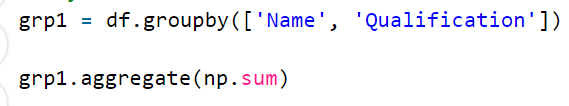 grp1 = df.groupby(['Name', 'Qualification'])
grp1.aggregate(np.sum)